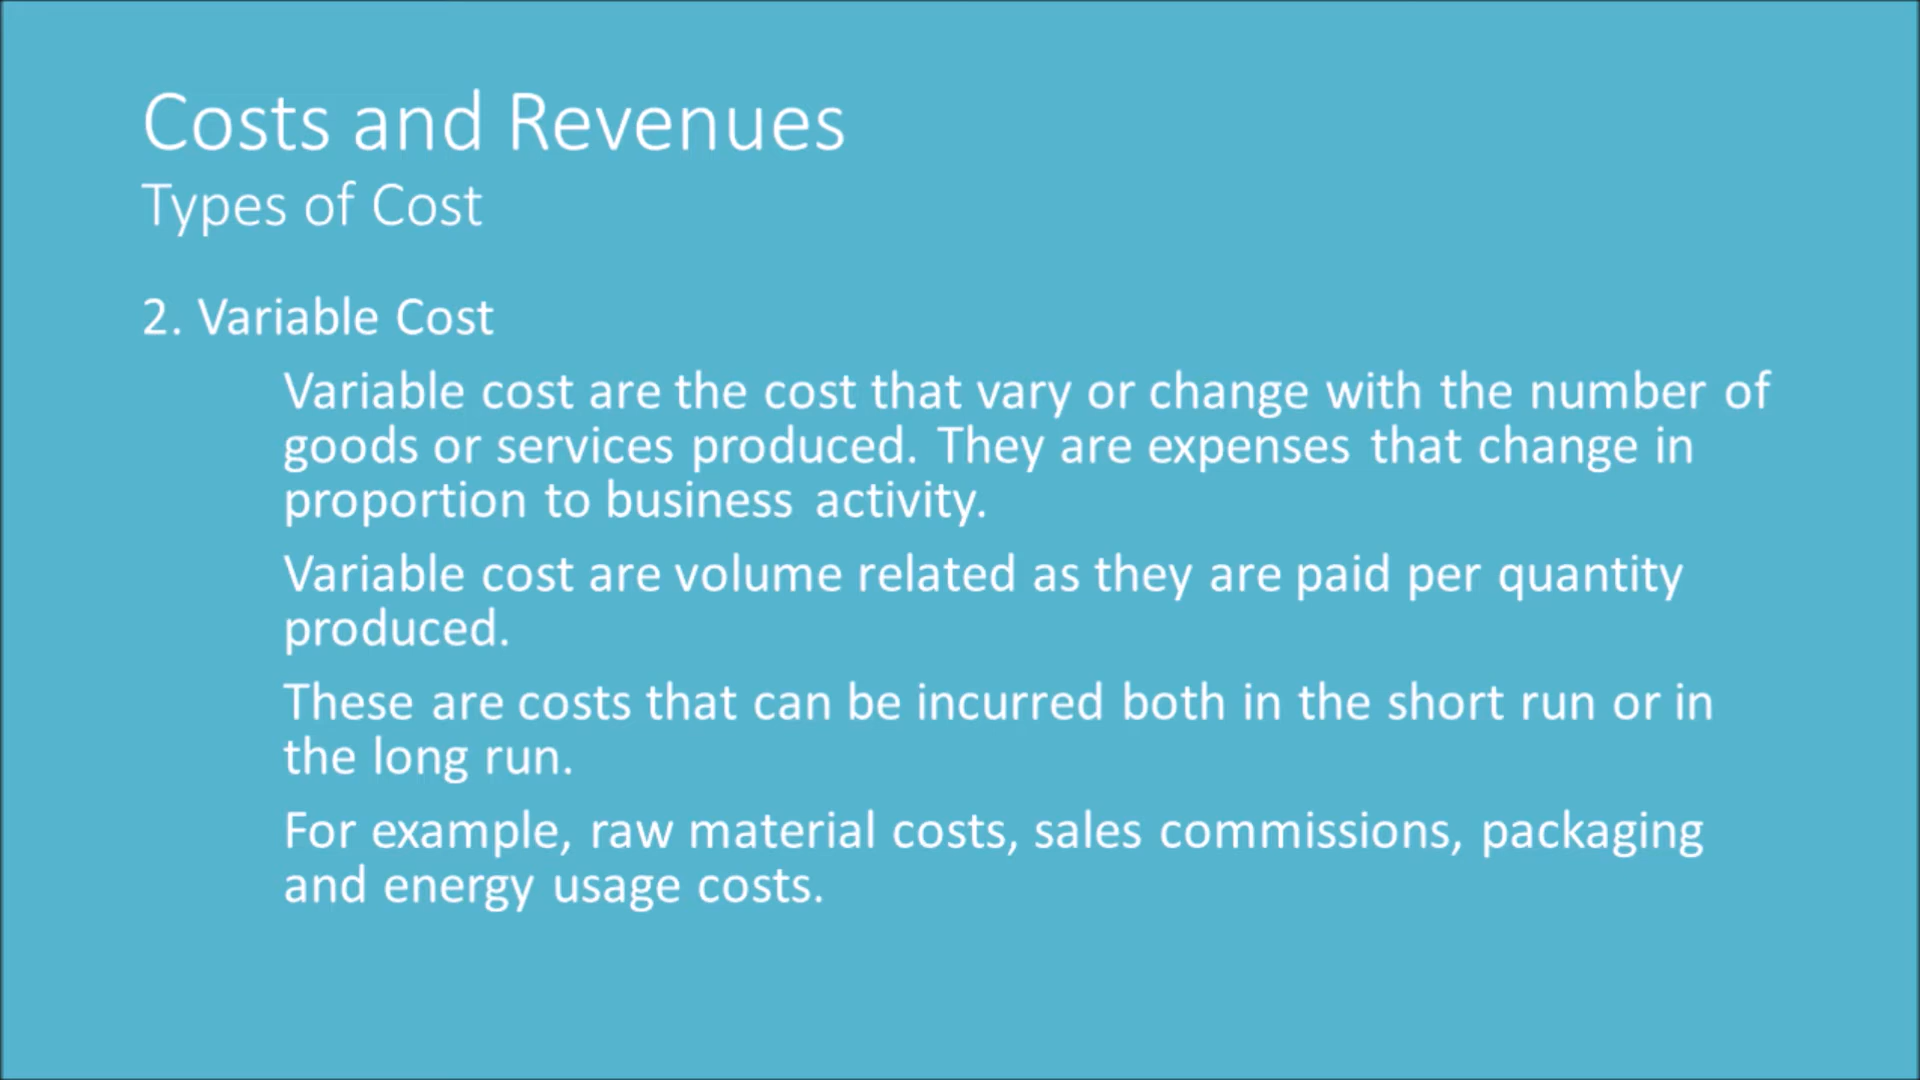 Costs and Revenues
Types of Cost
2. Variable Cost
Variable cost are the cost that vary or change with the number of
goods or services produced. They are expenses that change in
proportion to business activity.
Variable cost are volume related as they are paid per quantity
produced.
These are costs that can be incurred both in the short run or in
the long run.
For example, raw material costs, sales commissions, packaging
and energy usage costs.